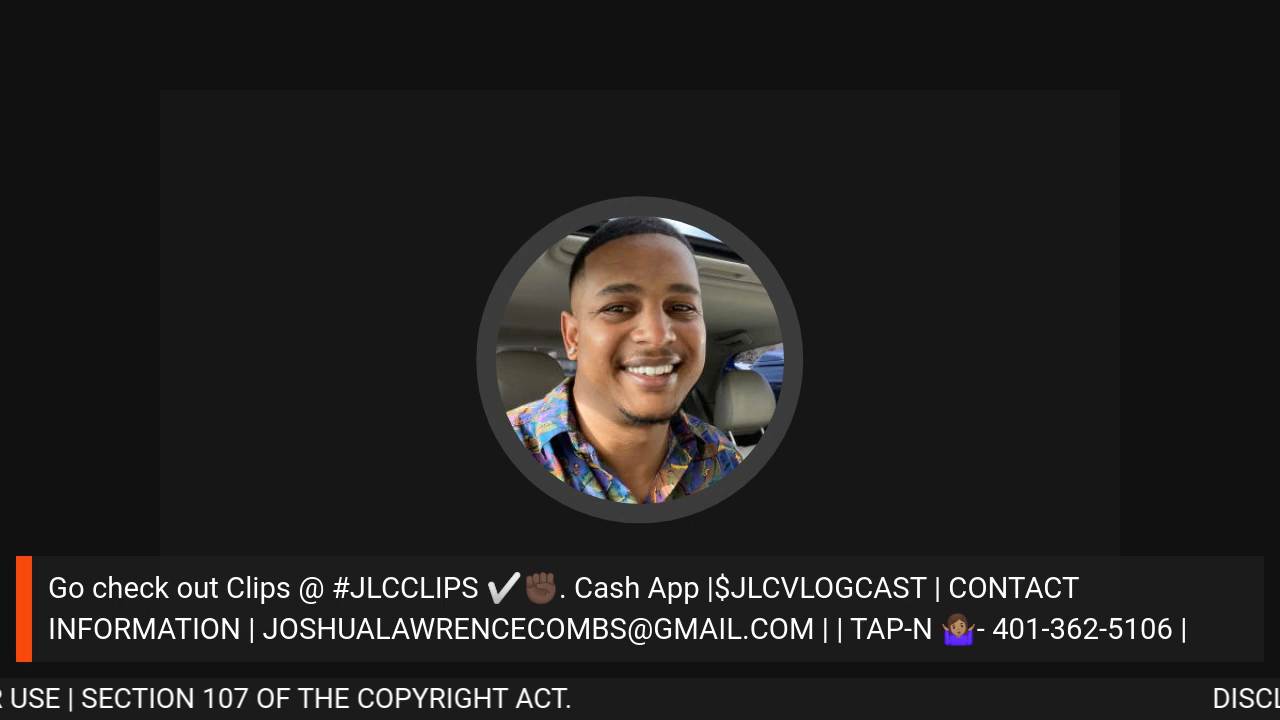 Go check out Clips @ #JLCCLIPS ✔️✊🏿. Cash App |$JLCVLOGCAST | CONTACT
INFORMATION | JOSHUALAWRENCECOMBS@GMAIL.COM | | TAP-N 🤷🏽‍♀️- 401-362-5106 |
USE | SECTION 107 OF THE COPYRIGHT ACT.